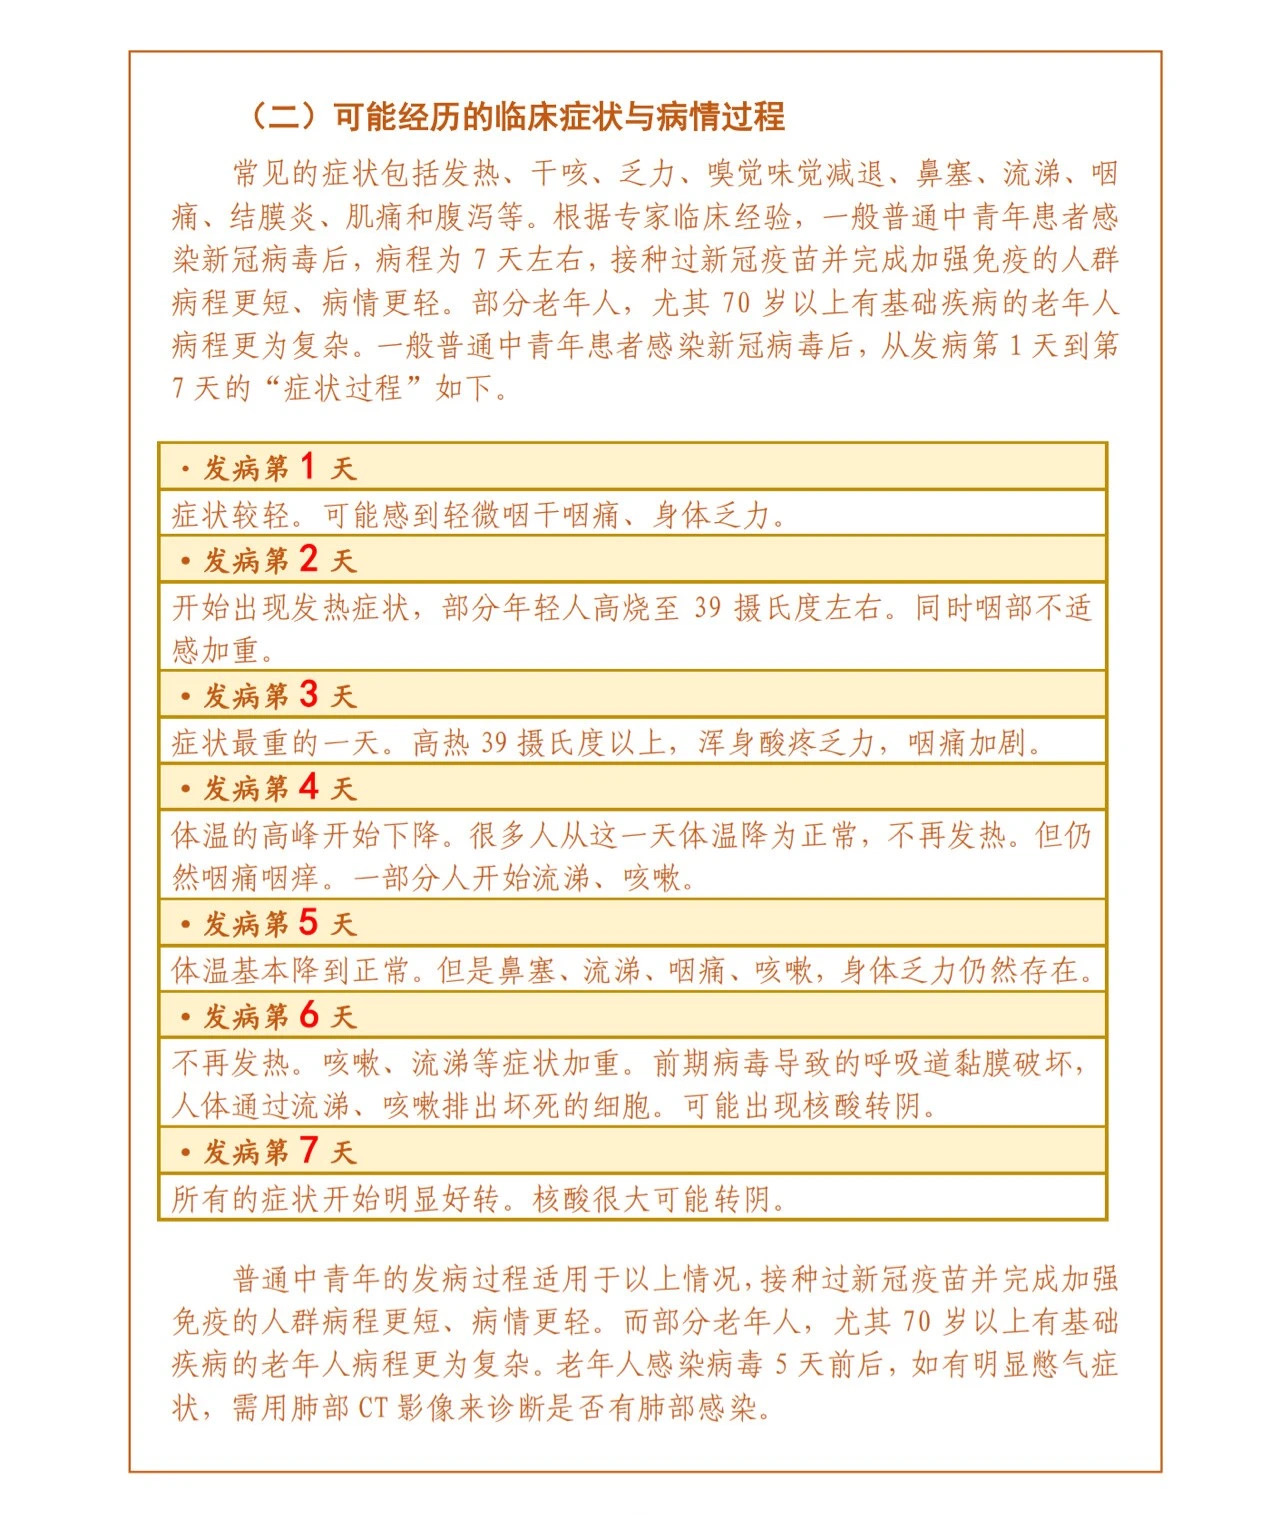 （二）可能经历的临床症状与病情过程
常见的症状包括发热、干咳、乏力、嗅觉味觉减退、鼻塞、流涕、咽
痛、结膜炎、肌痛和腹泻等。根据专家临床经验，一般普通中青年患者感
染新冠病毒后，病程为 7 天左右，接种过新冠疫苗并完成加强免疫的人群
病程更短、病情更轻。部分老年人，尤其 70 岁以上有基础疾病的老年人
病程更为复杂。一般普通中青年患者感染新冠病毒后，从发病第 1 天到第
7 天的“症状过程”如下。
·发病第 1 天
症状较轻。可能感到轻微咽干咽痛、身体乏力。
·发病第 2 天
开始出现发热症状，部分年轻人高烧至 39 摄氏度左右。同时咽部不适
感加重。
·发病第 3 天
症状最重的一天。高热 39 摄氏度以上，浑身酸疼乏力，咽痛加剧。
·发病第 4 天
体温的高峰开始下降。很多人从这一天体温降为正常，不再发热。但仍
然咽痛咽痒。一部分人开始流涕、咳嗽。
·发病第 5 天
体温基本降到正常。但是鼻塞、流涕、咽痛、咳嗽，身体乏力仍然存在。
·发病第 6 天
不再发热。咳嗽、流涕等症状加重。前期病毒导致的呼吸道黏膜破坏，
人体通过流涕、咳嗽排出坏死的细胞。可能出现核酸转阴。
·发病第 7 天
所有的症状开始明显好转。核酸很大可能转阴。
普通中青年的发病过程适用于以上情况，接种过新冠疫苗并完成加强
免疫的人群病程更短、病情更轻。而部分老年人，尤其 70 岁以上有基础
疾病的老年人病程更为复杂。老年人感染病毒 5 天前后，如有明显憋气症
状，需用肺部 CT 影像来诊断是否有肺部感染。